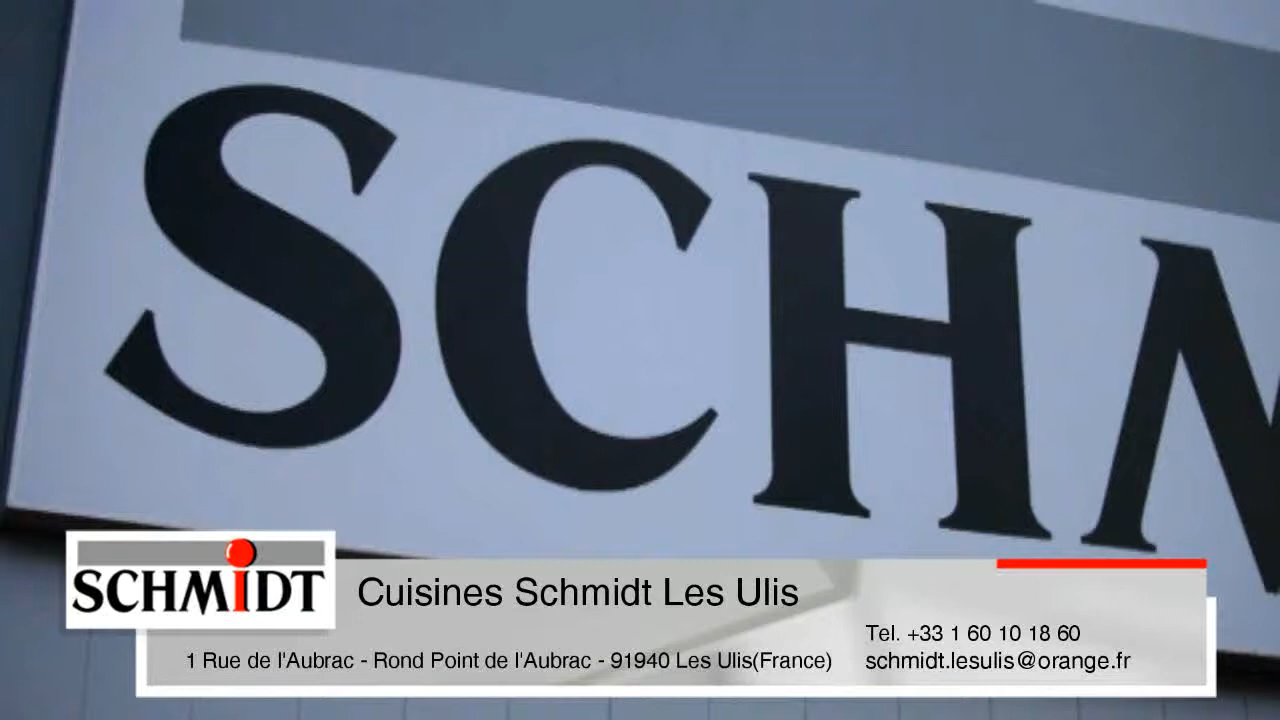 SCHM
SCHMiDT
Cuisines Schmidt Les Ulis
Tel. +33 1 60 10 18 60
1 Rue de l'Aubrac - Rond Point de l'Aubrac - 91940 Les Ulis(France)
schmidt.lesulis@orange.fr